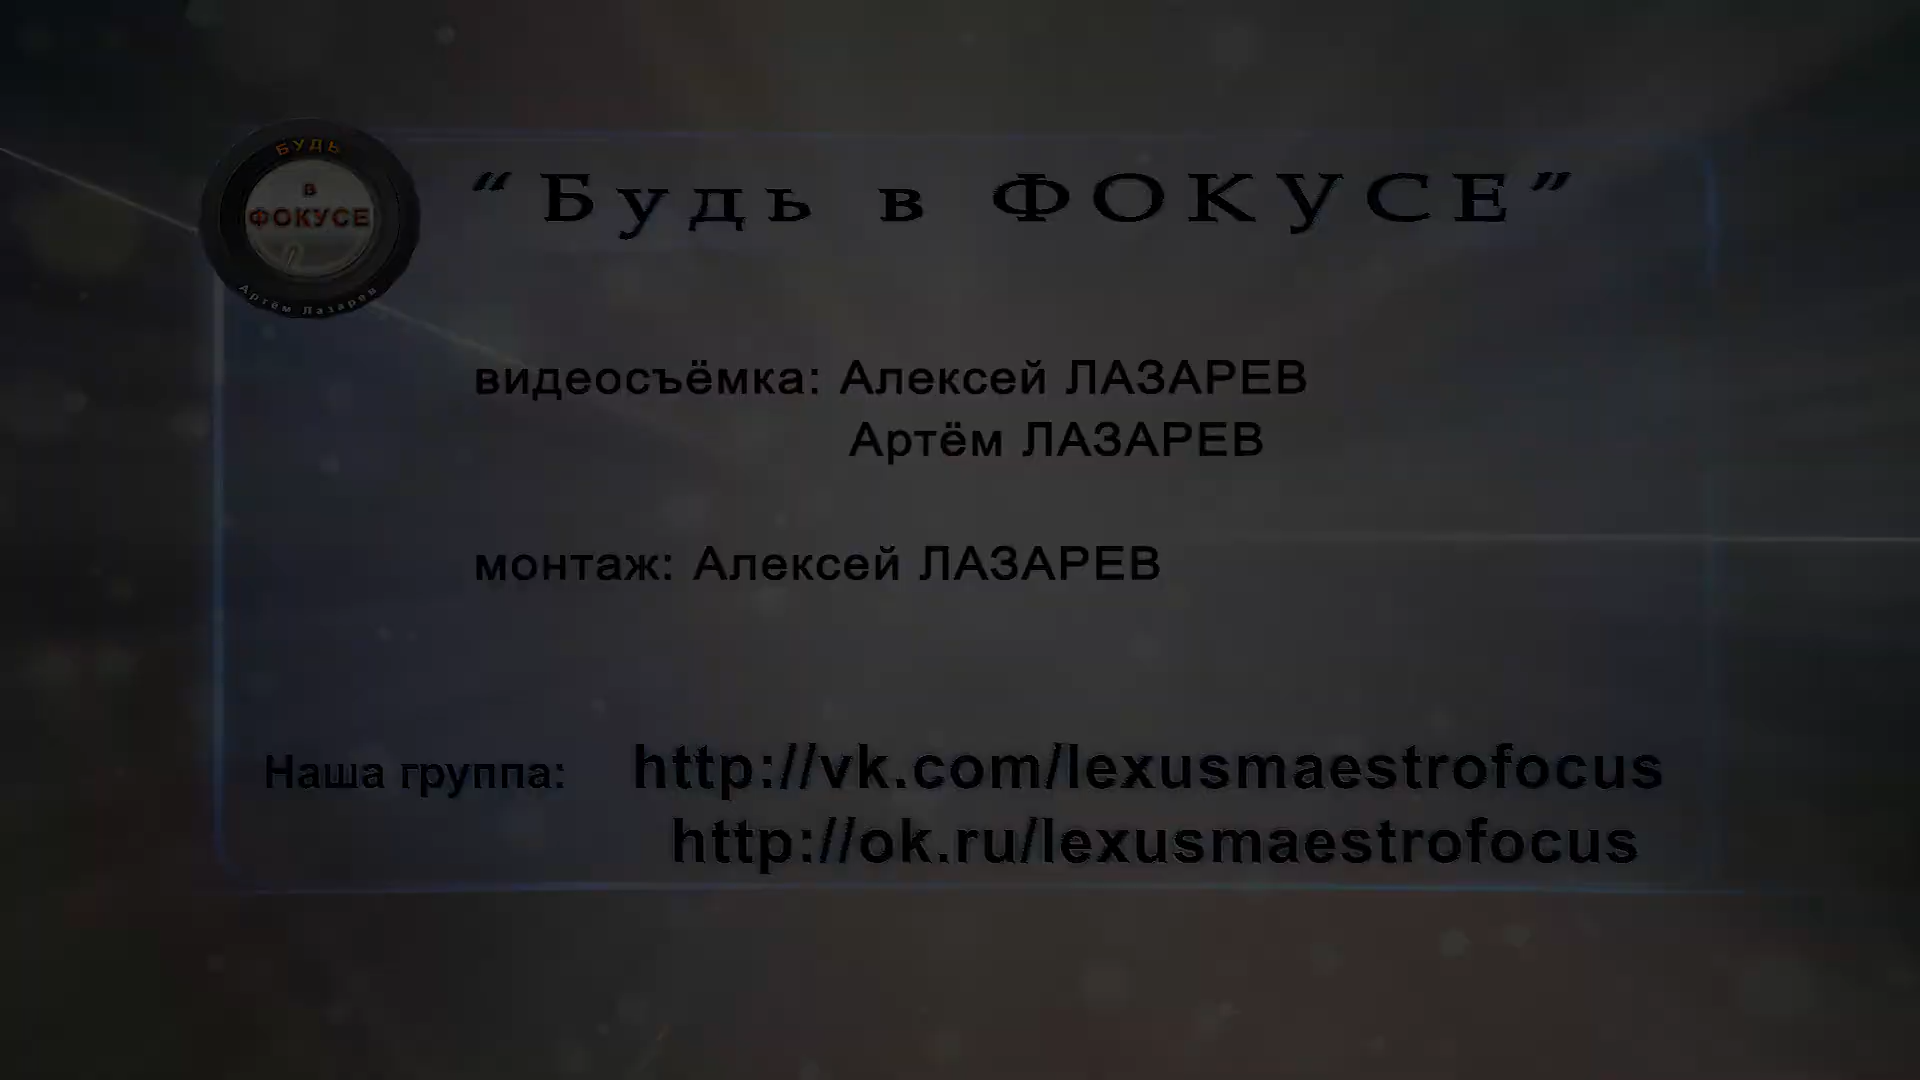 БУДЬ
В
ФОКУСЕ
Артём Лазарев
“Будь в ФОКУСЕ”
видеосъёмка: Алексей ЛАЗАРЕВ
Артём ЛАЗАРЕВ
монтаж: Алексей ЛАЗАРЕВ
Наша группа: http://vk.com/lexusmaestrofocus
http://ok.ru/lexusmaestrofocus